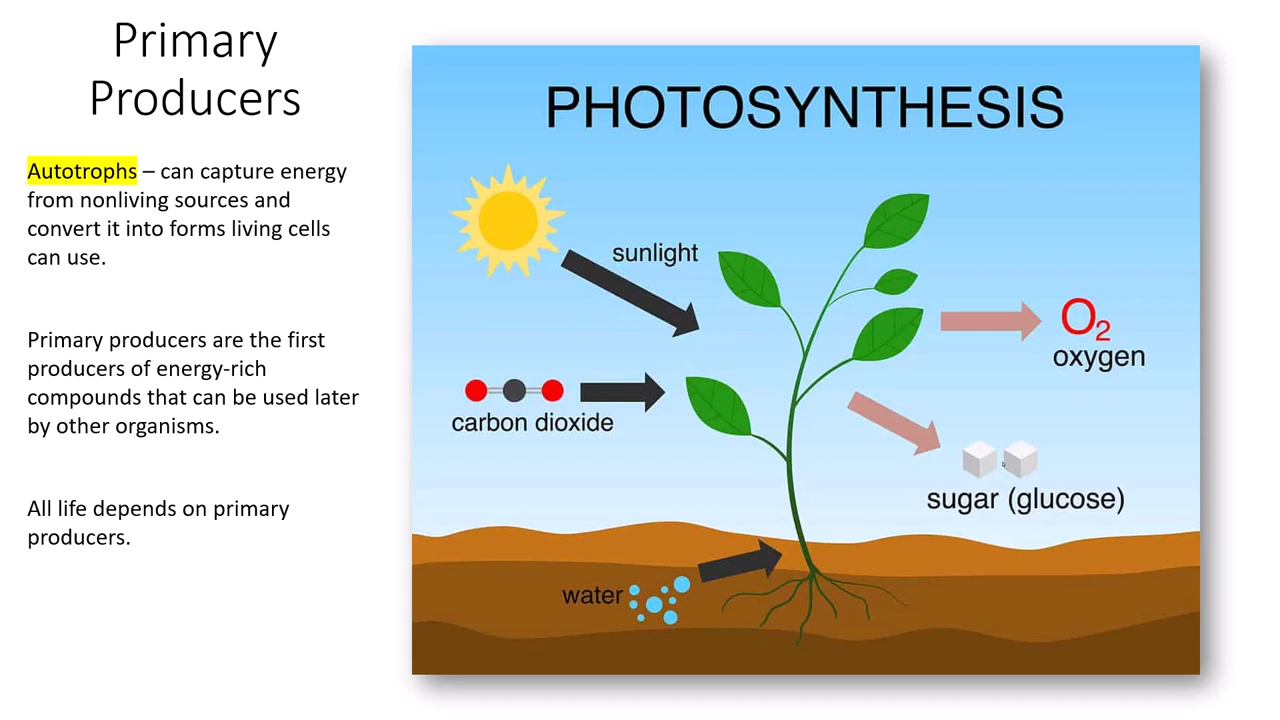 Primary
Producers
Autotrophs – can capture energy
from nonliving sources and
convert it into forms living cells
can use.
Primary producers are the first
producers of energy-rich
compounds that can be used later
by other organisms.
All life depends on primary
producers.
PHOTOSYNTHESIS
sunlight
O2
oxygen
carbon dioxide
sugar (glucose)
water